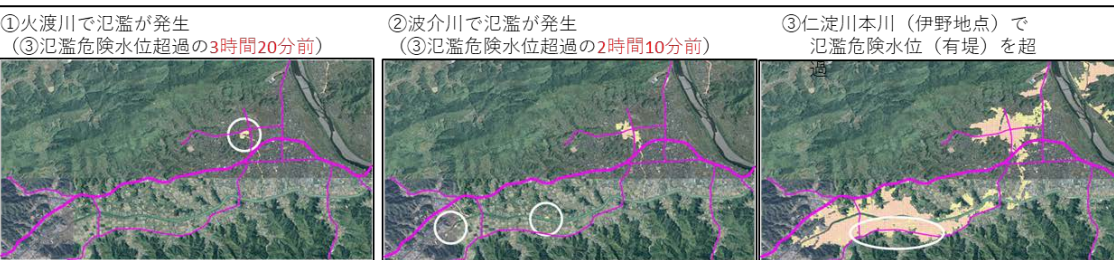 ①火渡川で氾濫が発生
（③氾濫危険水位超過の3時間20分前）
②波介川で氾濫が発生
（③氾濫危険水位超過の2時間10分前）
③仁淀川本川（伊野地点）で
氾濫危険水位（有堤）を超
過